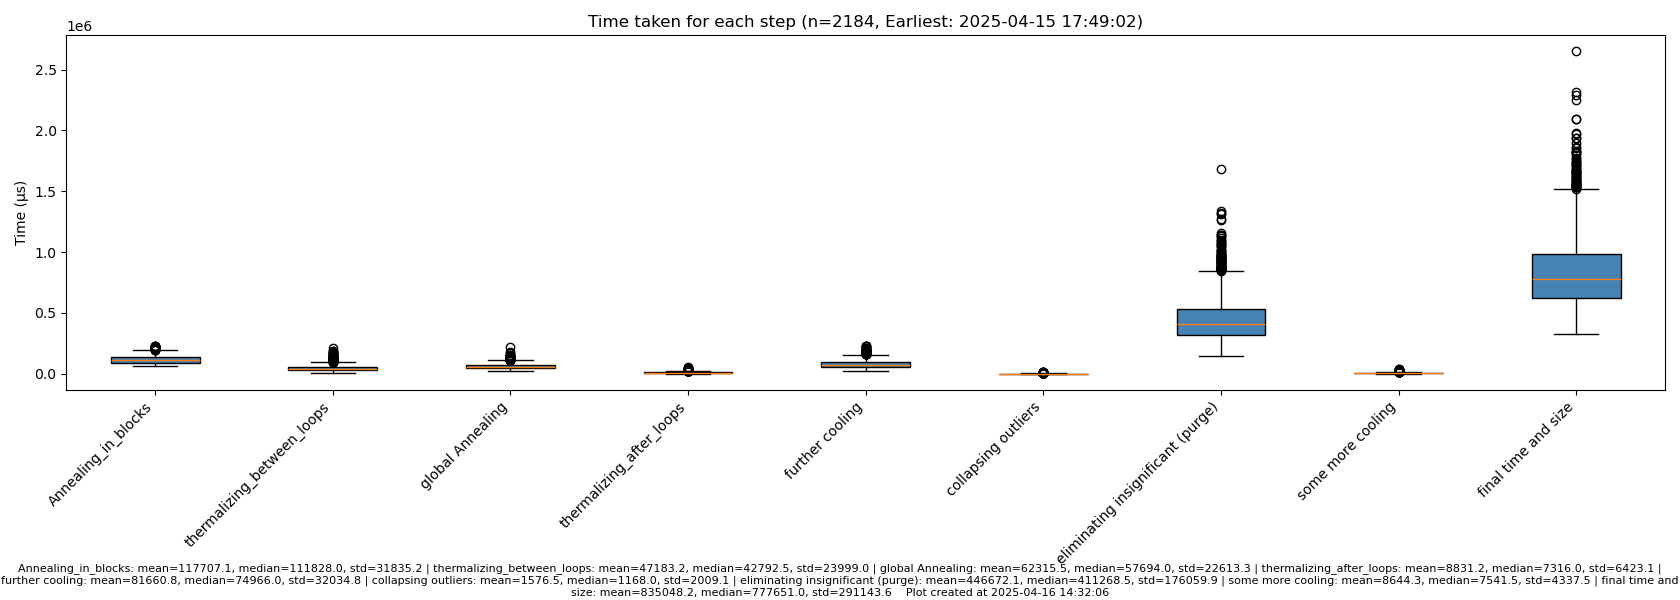 Time taken for each step (n=2184, Earliest: 2025-04-15 17:49:02)
1e6
2.5
2.0
1.5
1.0
0.5
0.0
Time (µs)
Annealing_in_blocks
thermalizing_between_loops
global Annealing
thermalizing_after_loops
further cooling
collapsing outliers
eliminating insignificant (purge)
some more cooling
final time and size
Annealing_in_blocks: mean=117707.1, median=111828.0, std=31835.2 | thermalizing_between_loops: mean=47183.2, median=42792.5, std=23999.0 | global Annealing: mean=62315.5, median=57694.0, std=22613.3 | thermalizing_after_loops: mean=8831.2, median=7316.0, std=6423.1 |
further cooling: mean=81660.8, median=74966.0, std=32034.8 | collapsing outliers: mean=1576.5, median=1168.0, std=2009.1 | eliminating insignificant (purge): mean=446672.1, median=411268.5, std=176059.9 | some more cooling: mean=8644.3, median=7541.5, std=4337.5 | final time and
size: mean=835048.2, median=777651.0, std=291143.6    Plot created at 2025-04-16 14:32:06